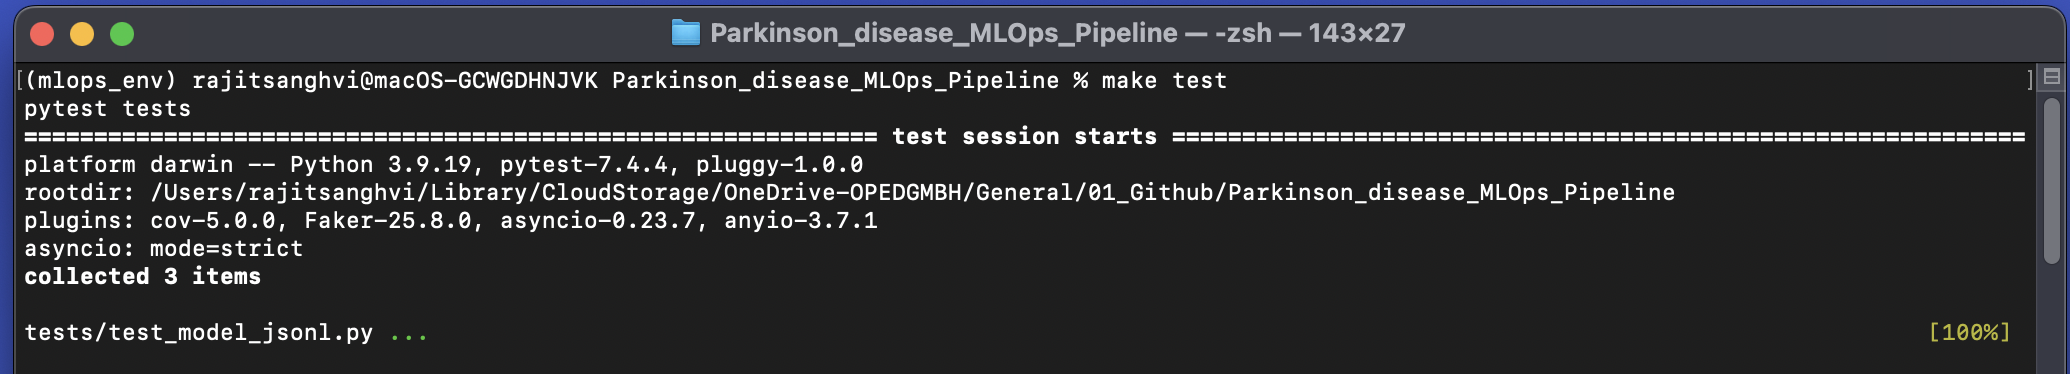 Parkinson_disease_MLOps_Pipeline — -zsh — 143×27
[(mlops_env) rajitsanghvi@macOS-GCWGDHNJVK Parkinson_disease_MLOps_Pipeline % make test ]
pytest tests
============================================================= test session starts =============================================================
platform darwin -- Python 3.9.19, pytest-7.4.4, pluggy-1.0.0
rootdir: /Users/rajitsanghvi/Library/CloudStorage/OneDrive-OPEDGMBH/General/01_Github/Parkinson_disease_MLOps_Pipeline
plugins: cov-5.0.0, Faker-25.8.0, asyncio-0.23.7, anyio-3.7.1
asyncio: mode=strict
collected 3 items
tests/test_model_jsonl.py ... [100%]